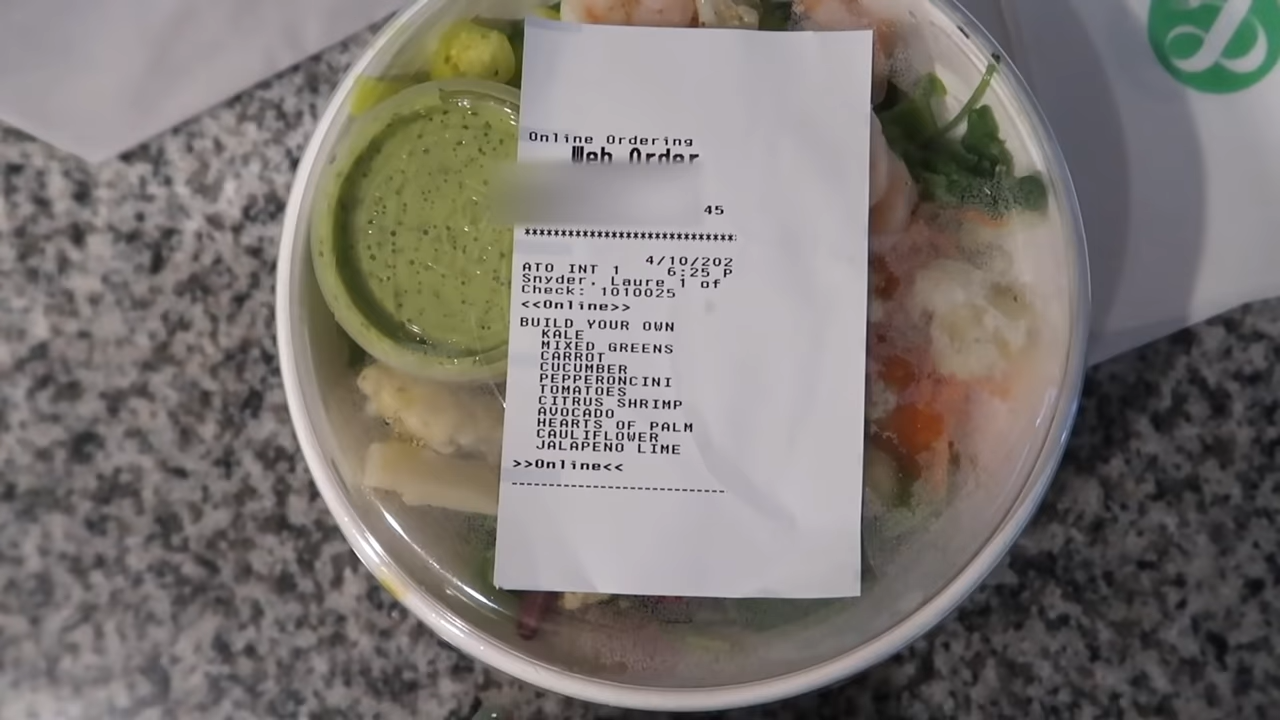 Online Ordering
Web Order
45
*****************************
4/10/202
ATO INT 1 6:25 P
Snyder, Laure 1 of
Check: 1010025
<<Online>>
BUILD YOUR OWN
KALE
MIXED GREENS
CARROT
CUCUMBER
PEPPERONCINI
TOMATOES
CITRUS SHRIMP
AVOCADO
HEARTS OF PALM
CAULIFLOWER
JALAPENO LIME
>>Online<<
------------------------------